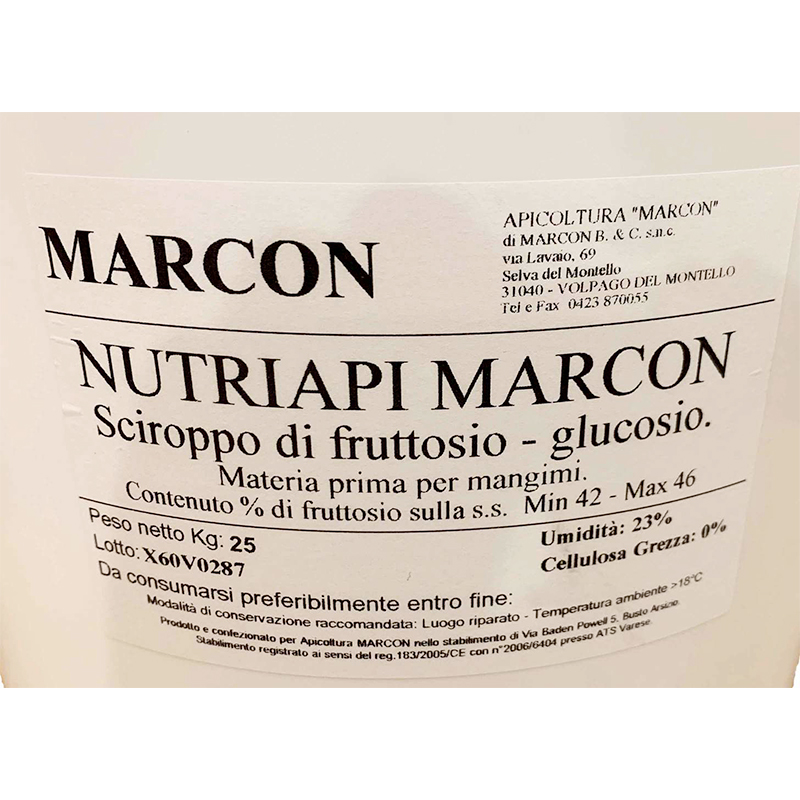 MARCON
APICOLTURA "MARCON"
di MARCON B. & C. s.n.c.
via Lavaio, 69
Selva del Montello
31040 - VOLPAGO DEL MONTELLO
Tel e Fax 0423 870055
NUTRIAPI MARCON
Sciroppo di fruttosio - glucosio.
Materia prima per mangimi.
Contenuto % di fruttosio sulla s.s. Min 42 - Max 46
Peso netto Kg: 25
Umidità: 23%
Lotto: X60V0287
Cellulosa Grezza: 0%
Da consumarsi preferibilmente entro fine:
Modalità di conservazione raccomandata: Luogo riparato - Temperatura ambiente >18°C
Prodotto e confezionato per Apicoltura MARCON nello stabilimento di Via Baden Powell 5, Busto Arsizio.
Stabilimento registrato ai sensi del reg.183/2005/CE con n°2006/6404 presso ATS Varese.